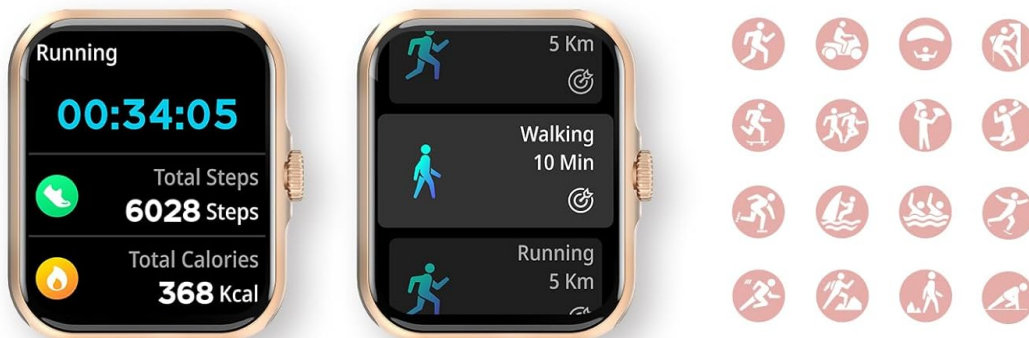 Running
00:34:05
Total Steps
6028 Steps
Total Calories
368 Kcal
5 Km
Walking
10 Min
Running
5 Km